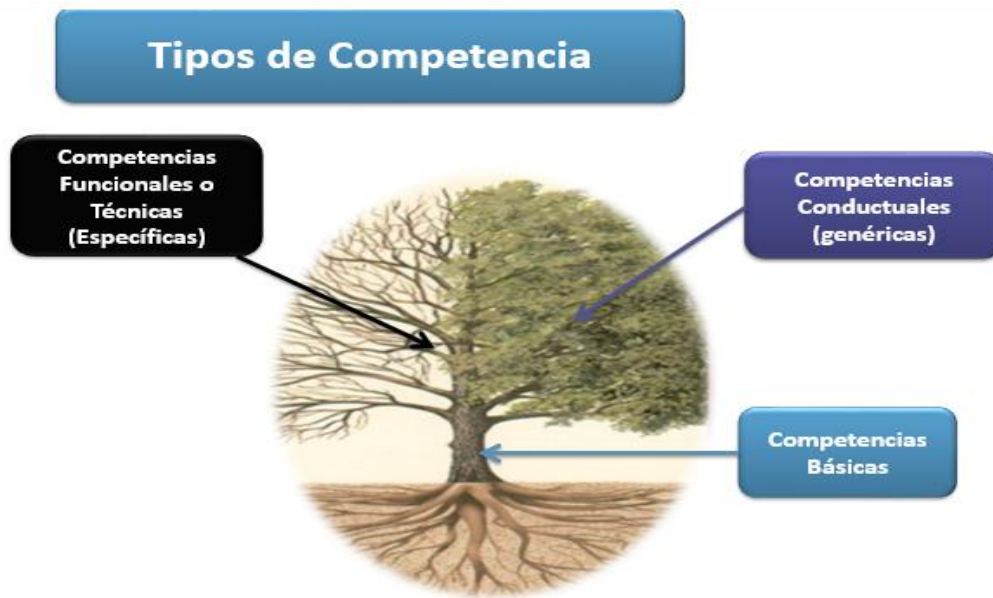 Tipos de Competencia
Competencias
Funcionales o
Técnicas
(Específicas)
Competencias
Conductuales
(genéricas)
Competencias
Básicas